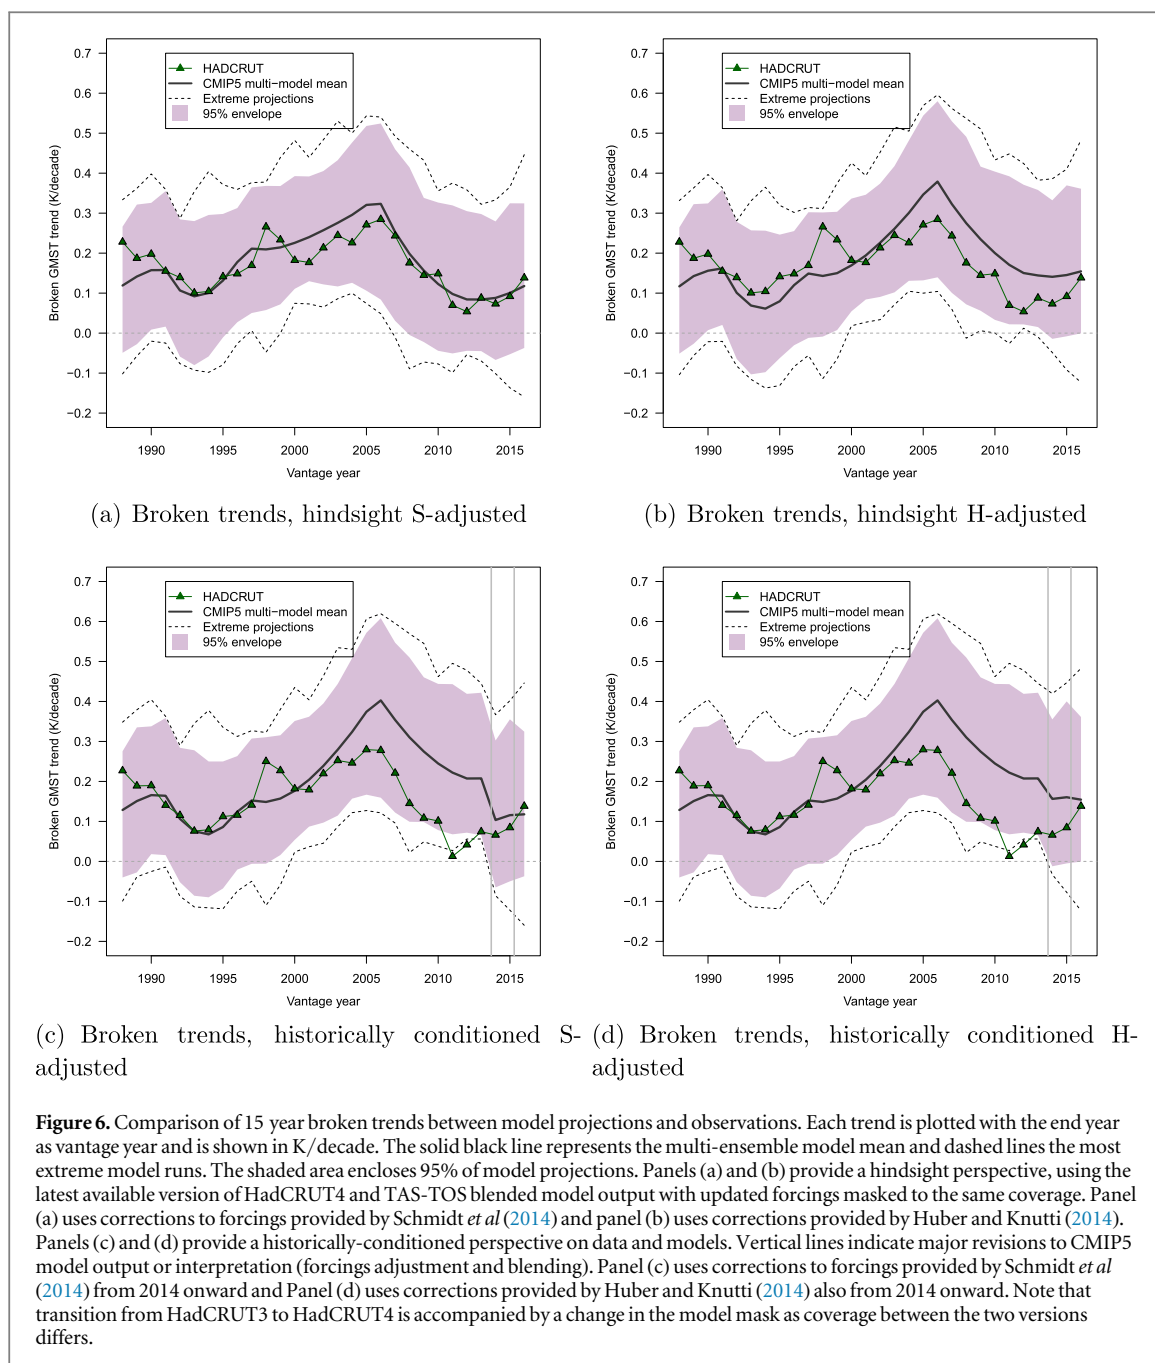 0.7
0.6
0.5
0.4
0.3
0.2
0.1
0.0
−0.1
−0.2
Broken GMST trend (K/decade)
HADCRUT
CMIP5 multi−model mean
Extreme projections
95% envelope
1990 1995 2000 2005 2010 2015
Vantage year
(a) Broken trends, hindsight S-adjusted
0.7
0.6
0.5
0.4
0.3
0.2
0.1
0.0
−0.1
−0.2
Broken GMST trend (K/decade)
HADCRUT
CMIP5 multi−model mean
Extreme projections
95% envelope
1990 1995 2000 2005 2010 2015
Vantage year
(b) Broken trends, hindsight H-adjusted
0.7
0.6
0.5
0.4
0.3
0.2
0.1
0.0
−0.1
−0.2
Broken GMST trend (K/decade)
HADCRUT
CMIP5 multi−model mean
Extreme projections
95% envelope
1990 1995 2000 2005 2010 2015
Vantage year
(c) Broken trends, historically conditioned S-
adjusted
0.7
0.6
0.5
0.4
0.3
0.2
0.1
0.0
−0.1
−0.2
Broken GMST trend (K/decade)
HADCRUT
CMIP5 multi−model mean
Extreme projections
95% envelope
1990 1995 2000 2005 2010 2015
Vantage year
(d) Broken trends, historically conditioned H-
adjusted
Figure 6. Comparison of 15 year broken trends between model projections and observations. Each trend is plotted with the end year
as vantage year and is shown in K/decade. The solid black line represents the multi-ensemble model mean and dashed lines the most
extreme model runs. The shaded area encloses 95% of model projections. Panels (a) and (b) provide a hindsight perspective, using the
latest available version of HadCRUT4 and TAS-TOS blended model output with updated forcings masked to the same coverage. Panel
(a) uses corrections to forcings provided by Schmidt et al (2014) and panel (b) uses corrections provided by Huber and Knutti (2014).
Panels (c) and (d) provide a historically-conditioned perspective on data and models. Vertical lines indicate major revisions to CMIP5
model output or interpretation (forcings adjustment and blending). Panel (c) uses corrections to forcings provided by Schmidt et al
(2014) from 2014 onward and Panel (d) uses corrections provided by Huber and Knutti (2014) also from 2014 onward. Note that
transition from HadCRUT3 to HadCRUT4 is accompanied by a change in the model mask as coverage between the two versions
differs.